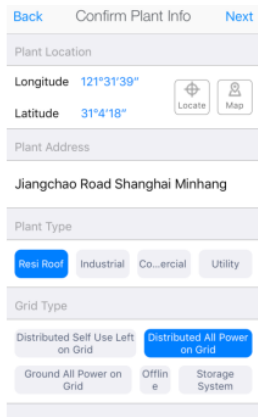 Back Confirm Plant Info Next
Plant Location
Longitude 121°31'39"
Locate Map
Latitude 31°4'18"
Plant Address
Jiangchao Road Shanghai Minhang
Plant Type
Resi Roof Industrial Co...ercial Utility
Grid Type
Distributed Self Use Left
on Grid
Distributed All Power
on Grid
Ground All Power on
Grid
Offlin
e
Storage
System